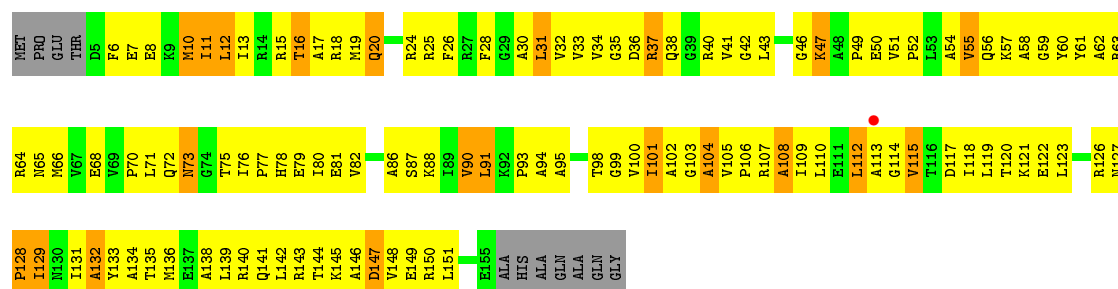 MET PRO GLU THR D5 F6 E7 E8 K9 M10 I11 L12 I13 R14 R15 T16 A17 R18 M19 Q20 R24 R25 F26 R27 F28 G29 A30 L31 V32 V33 V34 G35 D36 R37 Q38 G39 R40 V41 G42 L43 G46 K47 A48 P49 E50 V51 P52 L53 A54 V55 Q56 K57 A58 G59 Y60 Y61 A62
R64 N65 M66 V67 E68 V69 P70 L71 Q72 N73 G74 T75 I76 P77 H78 E79 I80 E81 V82 A86 S87 K88 I89 V90 L91 K92 P93 A94 A95 T98 G99 V100 I101 A102 G103 A104 V105 P106 R107 A108 I109 L110 E111 L112 A113 G114 V115 T116 D117 I118 L119 T120 K121 E122 L123 R126 N127
P128 I129 N130 I131 A132 Y133 A134 T135 M136 E137 A138 L139 R140 Q141 L142 R143 T144 K145 A146 D147 V148 E149 R150 L151 E155 ALA HIS ALA GLN ALA GLN GLY